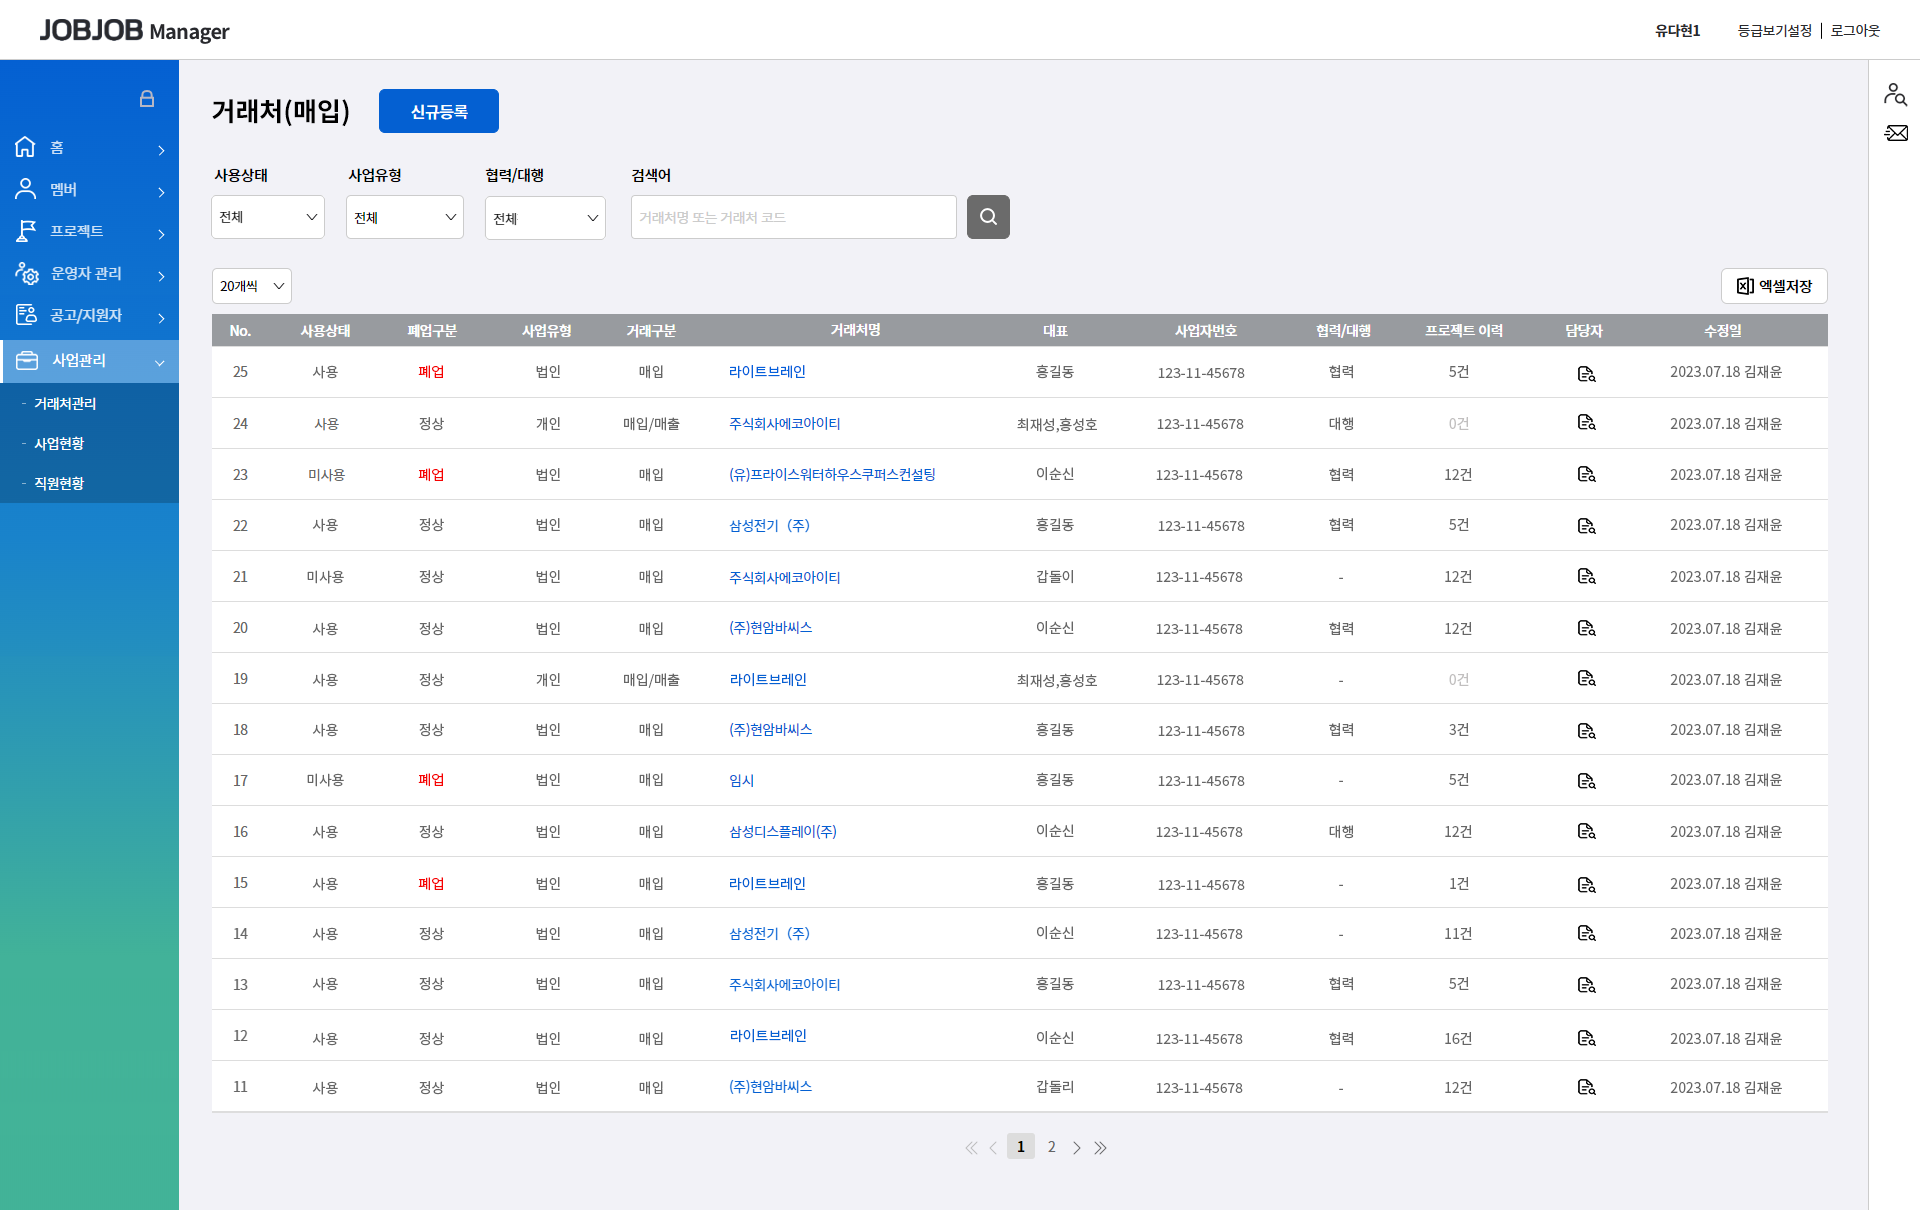 JOBJOB Manager
유다현1 등급보기설정 로그아웃
홈
멤버
프로젝트
운영자 관리
공고/지원자
사업관리
- 거래처관리
- 사업현황
- 직원현황
거래처(매입) 신규등록
사용상태 사업유형 협력/대행 검색어
전체 전체 전체 거래처명 또는 거래처 코드
20개씩 엑셀저장
No. 사용상태 폐업구분 사업유형 거래구분 거래처명 대표 사업자번호 협력/대행 프로젝트 이력 담당자 수정일
25 사용 폐업 법인 매입 라이트브레인 홍길동 123-11-45678 협력 5건 2023.07.18 김재윤
24 사용 정상 개인 매입/매출 주식회사에코아이티 최재성,홍성호 123-11-45678 대행 0건 2023.07.18 김재윤
23 미사용 폐업 법인 매입 (유)프라이스워터하우스쿠퍼스컨설팅 이순신 123-11-45678 협력 12건 2023.07.18 김재윤
22 사용 정상 법인 매입 삼성전기（주） 홍길동 123-11-45678 협력 5건 2023.07.18 김재윤
21 미사용 정상 법인 매입 주식회사에코아이티 갑돌이 123-11-45678 - 12건 2023.07.18 김재윤
20 사용 정상 법인 매입 (주)현암바씨스 이순신 123-11-45678 협력 12건 2023.07.18 김재윤
19 사용 정상 개인 매입/매출 라이트브레인 최재성,홍성호 123-11-45678 - 0건 2023.07.18 김재윤
18 사용 정상 법인 매입 (주)현암바씨스 홍길동 123-11-45678 협력 3건 2023.07.18 김재윤
17 미사용 폐업 법인 매입 임시 홍길동 123-11-45678 - 5건 2023.07.18 김재윤
16 사용 정상 법인 매입 삼성디스플레이(주) 이순신 123-11-45678 대행 12건 2023.07.18 김재윤
15 사용 폐업 법인 매입 라이트브레인 홍길동 123-11-45678 - 1건 2023.07.18 김재윤
14 사용 정상 법인 매입 삼성전기（주） 이순신 123-11-45678 - 11건 2023.07.18 김재윤
13 사용 정상 법인 매입 주식회사에코아이티 홍길동 123-11-45678 협력 5건 2023.07.18 김재윤
12 사용 정상 법인 매입 라이트브레인 이순신 123-11-45678 협력 16건 2023.07.18 김재윤
11 사용 정상 법인 매입 (주)현암바씨스 갑돌리 123-11-45678 - 12건 2023.07.18 김재윤
1 2